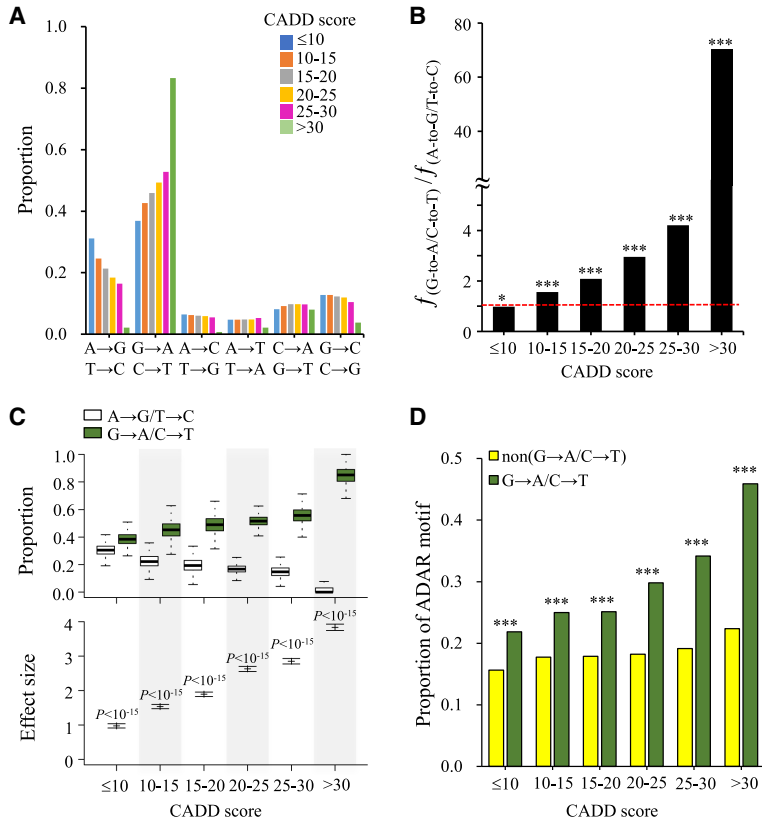 A
CADD score
≤10
10-15
15-20
20-25
25-30
>30
Proportion
1.0
0.8
0.6
0.4
0.2
0.0
A→G G→A A→C A→T C→A G→C
T→C C→T T→G T→A G→T C→G
B
f(G-to-A/C-to-T) / f(A-to-G/T-to-C)
80
60
40
4
2
1
0
* *** *** *** *** ***
≤10 10-15 15-20 20-25 25-30 >30
CADD score
C
A→G/T→C
G→A/C→T
Proportion
1.0
0.8
0.6
0.4
0.2
0.0
Effect size
4
3
2
1
0
P<10-15 P<10-15 P<10-15 P<10-15 P<10-15 P<10-15
≤10 10-15 15-20 20-25 25-30 >30
CADD score
D
non(G→A/C→T)
G→A/C→T
Proportion of ADAR motif
0.5
0.4
0.3
0.2
0.1
0.0
*** *** *** *** *** ***
≤10 10-15 15-20 20-25 25-30 >30
CADD score